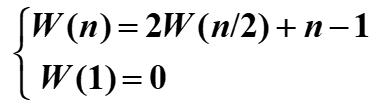 W(n) = 2W(n/2) + n − 1
W(1) = 0